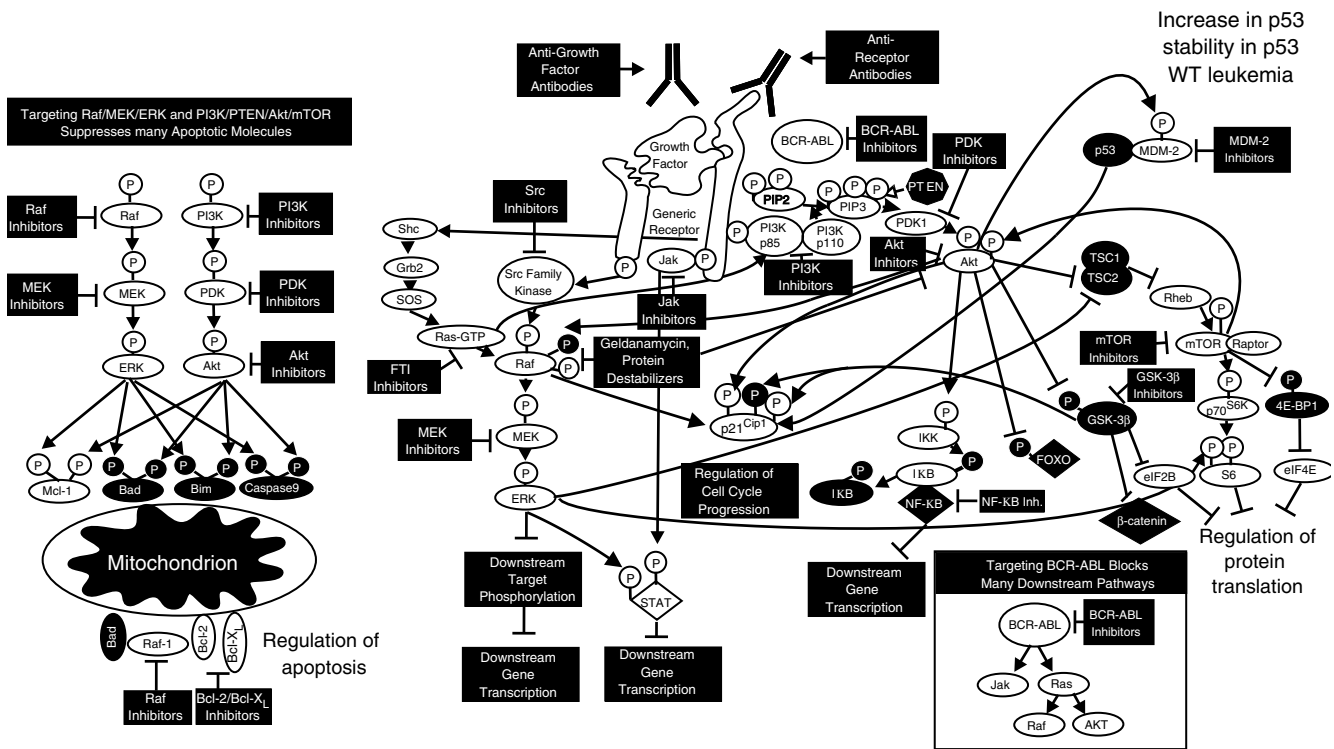 Increase in p53
stability in p53
WT leukemia
Anti-Growth
Factor
Antibodies
Anti-
Receptor
Antibodies
Targeting Raf/MEK/ERK and PI3K/PTEN/Akt/mTOR
Suppresses many Apoptotic Molecules
P
Raf
Raf
Inhibitors
P
PI3K
PI3K
Inhibitors
P
MEK
MEK
Inhibitors
P
PDK
PDK
Inhibitors
P
ERK
P
Akt
Akt
Inhibitors
P
P
Mcl-1
P
P
Bad
P
P
Bim
P
P
Caspase9
Mitochondrion
Bad
Raf-1
Bcl-2
Bcl-XL
Regulation of
apoptosis
Raf
Inhibitors
Bcl-2/Bcl-XL
Inhibitors
Growth
Factor
Generic
Receptor
P
P
Jak
Jak
Inhibitors
Src
Inhibitors
Src Family
Kinase
Shc
Grb2
SOS
Ras-GTP
FTI
Inhibitors
P
Raf
P
P
Geldanamycin,
Protein
Destabilizers
P
MEK
MEK
Inhibitors
P
ERK
Downstream
Target
Phosphorylation
Downstream
Gene
Transcription
P
P
STAT
Downstream
Gene
Transcription
BCR-ABL
BCR-ABL
Inhibitors
P
P
PIP2
P
P
P
PIP3
PT EN
P
PI3K
p85
PI3K
p110
PI3K
Inhibitors
PDK
Inhibitors
PDK1
P
P
Akt
Akt
Inhitors
P
p53
MDM-2
MDM-2
Inhibitors
TSC1
TSC2
Rheb
P
mTOR
Raptor
mTOR
Inhibitors
GSK-3β
Inhibitors
P
GSK-3β
P
p70S6K
P
4E-BP1
P
P
S6
eIF2B
eIF4E
β-catenin
Regulation of
protein
translation
P
P
P
p21Cip1
Regulation of
Cell Cycle
Progression
P
IKK
P
IKB
P
IKB
NF-KB
NF-KB Inh.
Downstream
Gene
Transcription
P
FOXO
Targeting BCR-ABL Blocks
Many Downstream Pathways
BCR-ABL
BCR-ABL
Inhibitors
Jak
Ras
Raf
AKT